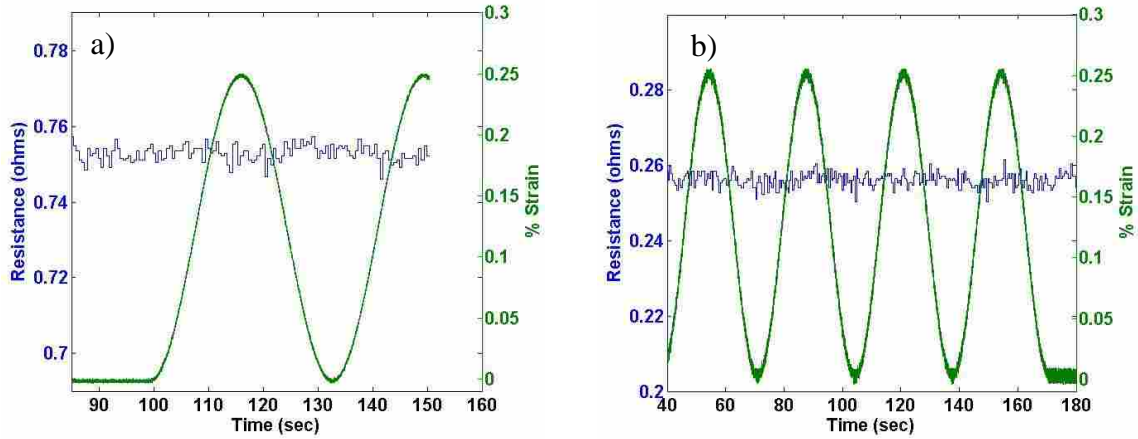 a)
0.78
0.76
0.74
0.72
0.7
Resistance (ohms)
0.3
0.25
0.2
0.15
0.1
0.05
0
% Strain
90 100 110 120 130 140 150 160
Time (sec)
b)
0.28
0.26
0.24
0.22
0.2
Resistance (ohms)
0.3
0.25
0.2
0.15
0.1
0.05
0
% Strain
40 60 80 100 120 140 160 180
Time (sec)